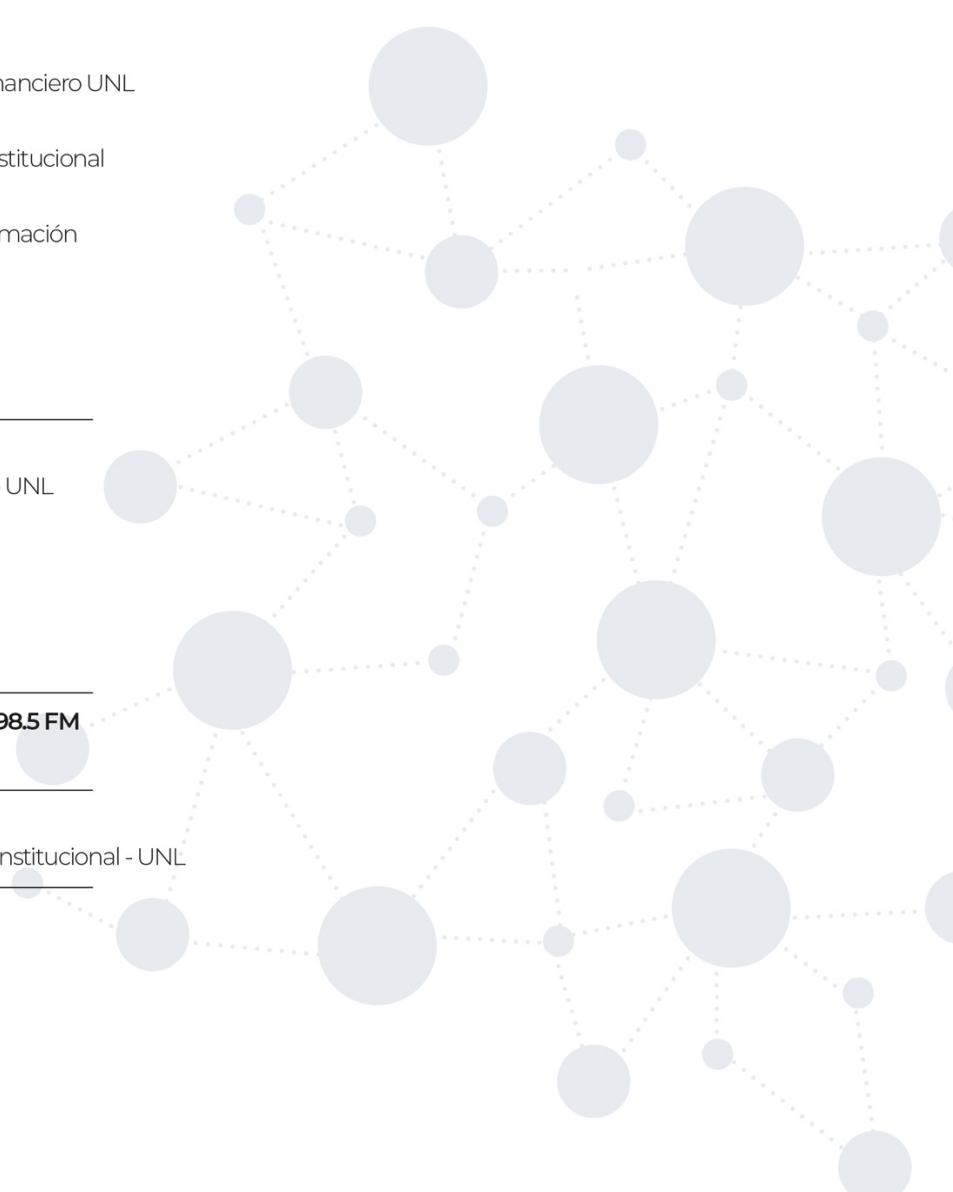 nanciero UNL
stitucional
mación
- UNL
98.5 FM
nstitucional - UNL